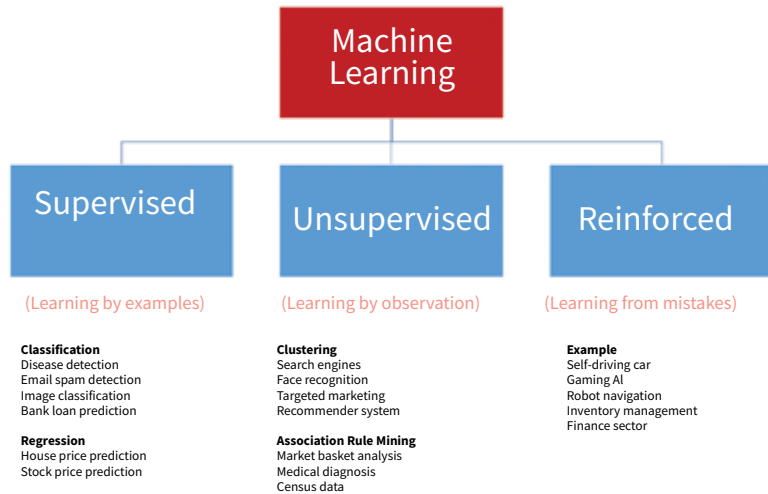 Machine
Learning
Supervised
Unsupervised
Reinforced
(Learning by examples)
(Learning by observation)
(Learning from mistakes)
Classification
Disease detection
Email spam detection
Image classification
Bank loan prediction
Regression
House price prediction
Stock price prediction
Clustering
Search engines
Face recognition
Targeted marketing
Recommender system
Association Rule Mining
Market basket analysis
Medical diagnosis
Census data
Example
Self-driving car
Gaming Al
Robot navigation
Inventory management
Finance sector